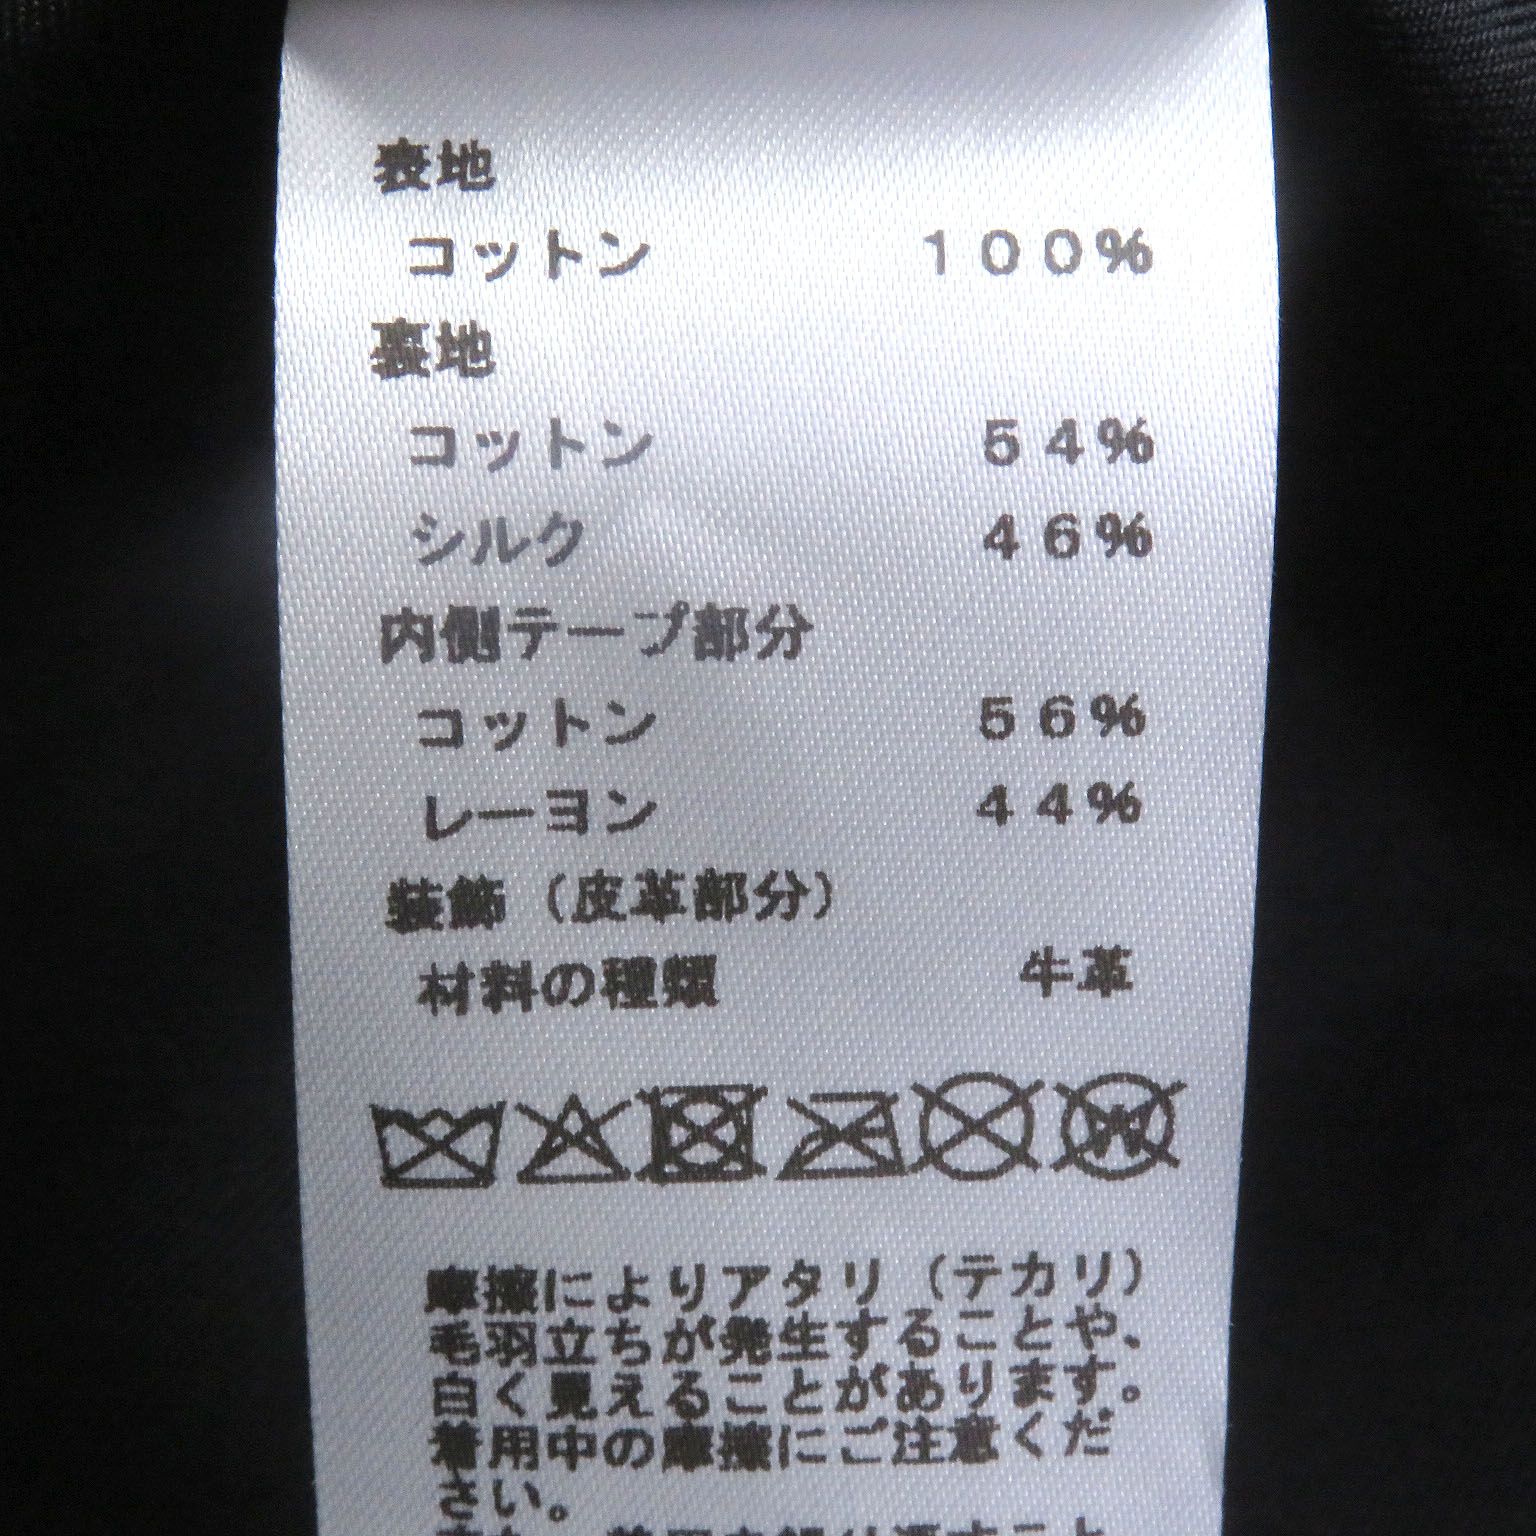 表地
コットン 100%
裏地
コットン 54%
シルク 46%
内側テープ部分
コットン 56%
レーヨン 44%
装飾（皮革部分）
材料の種類 牛革
W
摩擦によりアタリ（テカリ）
毛羽立ちが発生することや、
白く見えることがあります。
着用中の摩擦にご注意くだ
さい。